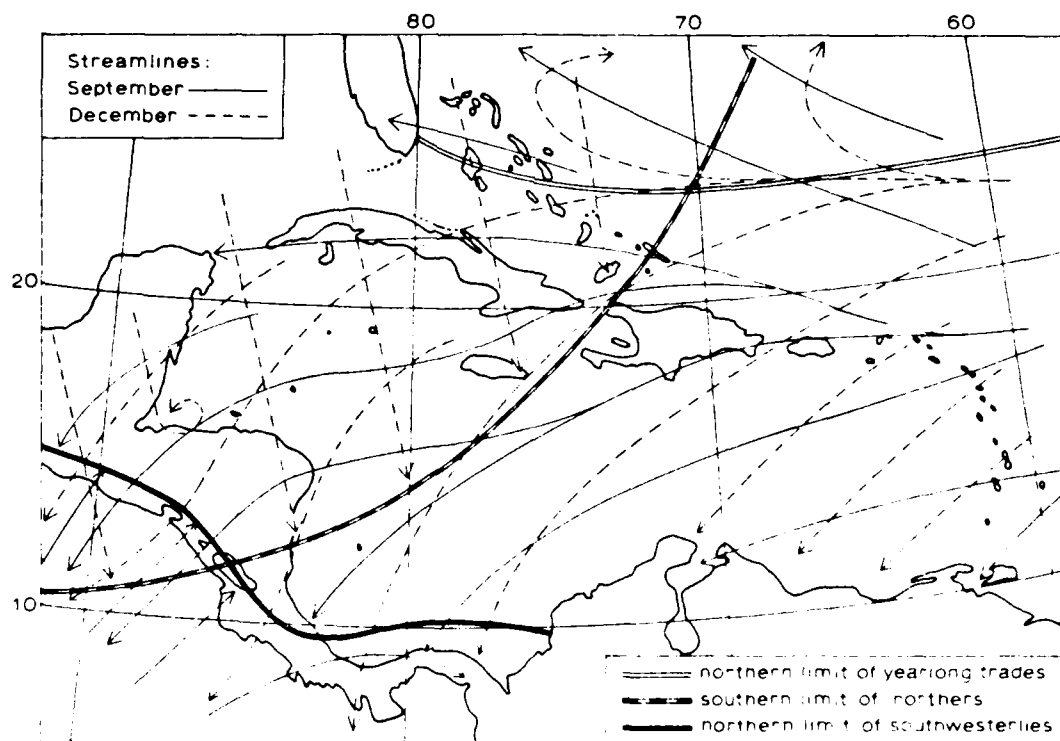 80 70 60
Streamlines:
September
December
20
10
northern limit of yearlong trades
southern limit of northers
northern limit of southwesterlies